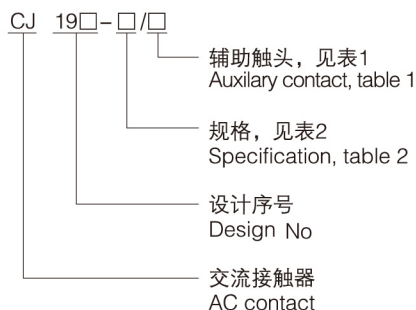 CJ 19□-□/□
辅助触头，见表1
Auxilary contact, table 1
规格，见表2
Specification, table 2
设计序号
Design No
交流接触器
AC contact